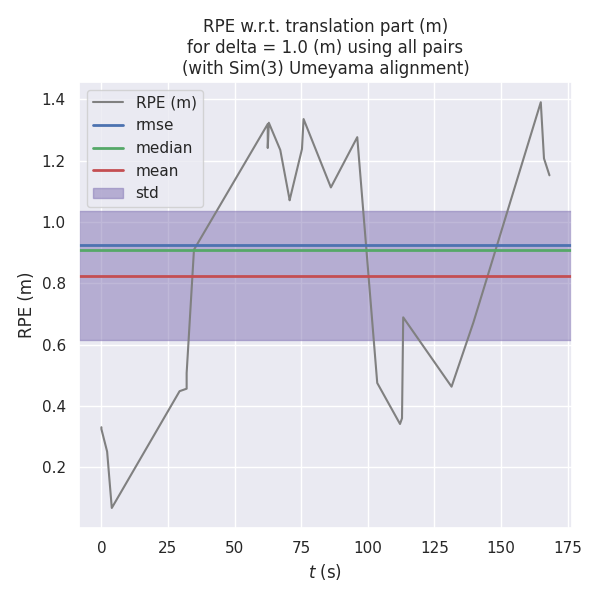 RPE w.r.t. translation part (m)
for delta = 1.0 (m) using all pairs
(with Sim(3) Umeyama alignment)
RPE (m)
rmse
median
mean
std
1.4
1.2
1.0
0.8
0.6
0.4
0.2
RPE (m)
0
25
50
75
100
125
150
175
t (s)